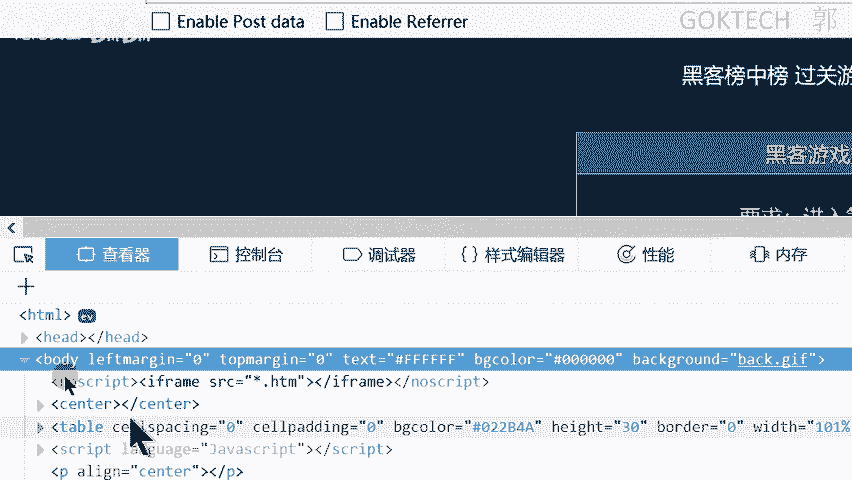 Enable Post data Enable Referrer GOKTECH 郭
黑客榜中榜 过关游
黑客游戏
要求：进入
查看器 控制台 调试器 { } 样式编辑器 性能 内存
+
<html> ev
<head></head>
<body leftmargin="0" topmargin="0" text="#FFFFFF" bgcolor="#000000" background="back.gif">
<noscript><iframe src="*.htm"></iframe></noscript>
<center></center>
<table cellspacing="0" cellpadding="0" bgcolor="#022B4A" height="30" border="0" width="101%
<script language="Javascript"></script>
<p align="center"></p>